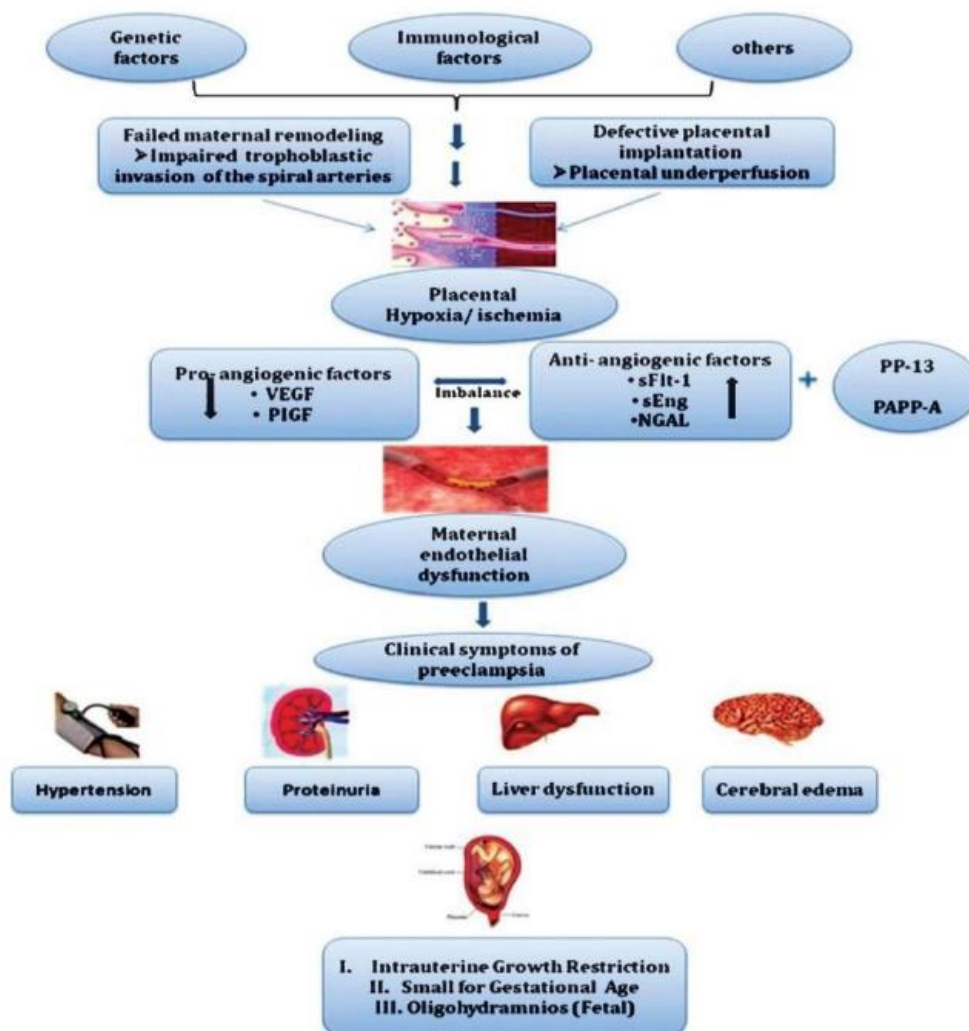 Genetic
factors
Immunological
factors
others
Failed maternal remodeling
➢Impaired trophoblastic
invasion of the spiral arteries
Defective placental
implantation
➢Placental underperfusion
Placental
Hypoxia/ ischemia
Pro-angiogenic factors
• VEGF
• PIGF
Imbalance
Anti- angiogenic factors
•sFlt-1
•sEng
•NGAL
+
PP-13
PAPP-A
Maternal
endothelial
dysfunction
Clinical symptoms of
preeclampsia
Hypertension
Proteinuria
Liver dysfunction
Cerebral edema
I. Intrauterine Growth Restriction
II. Small for Gestational Age
III. Oligohydramnios (Fetal)